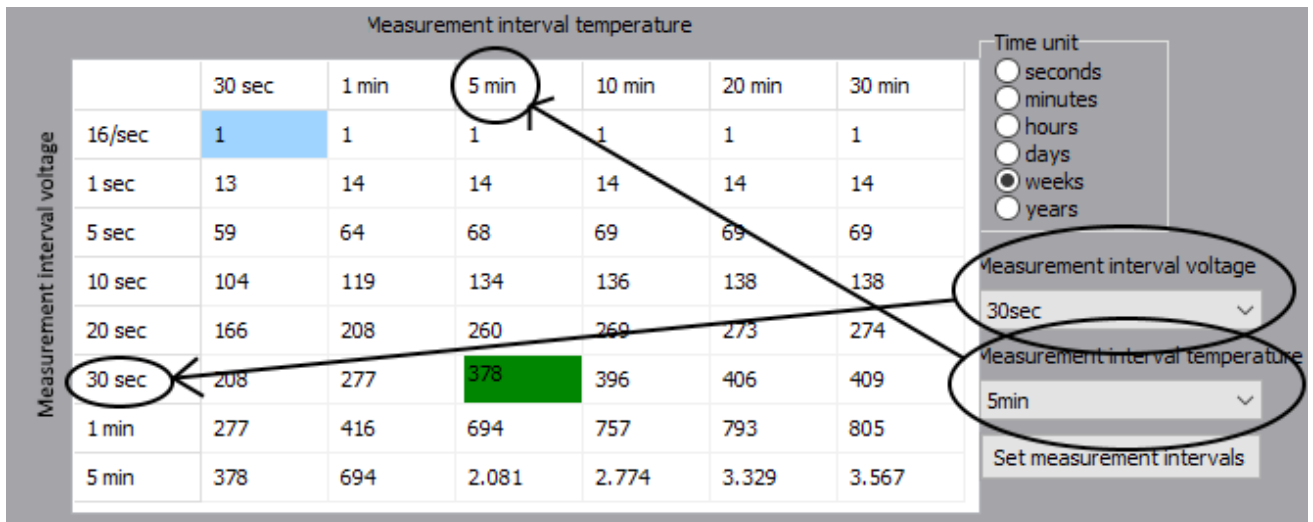 Measurement interval temperature
Time unit
seconds
minutes
hours
days
weeks
years
Measurement interval voltage
30 sec 1 min 5 min 10 min 20 min 30 min
16/sec 1 1 1 1 1 1
1 sec 13 14 14 14 14 14
5 sec 59 64 68 69 69 69
10 sec 104 119 134 136 138 138
20 sec 166 208 260 269 273 274
30 sec 208 277 378 396 406 409
1 min 277 416 694 757 793 805
5 min 378 694 2.081 2.774 3.329 3.567
Measurement interval voltage
30sec
Measurement interval temperature
5min
Set measurement intervals